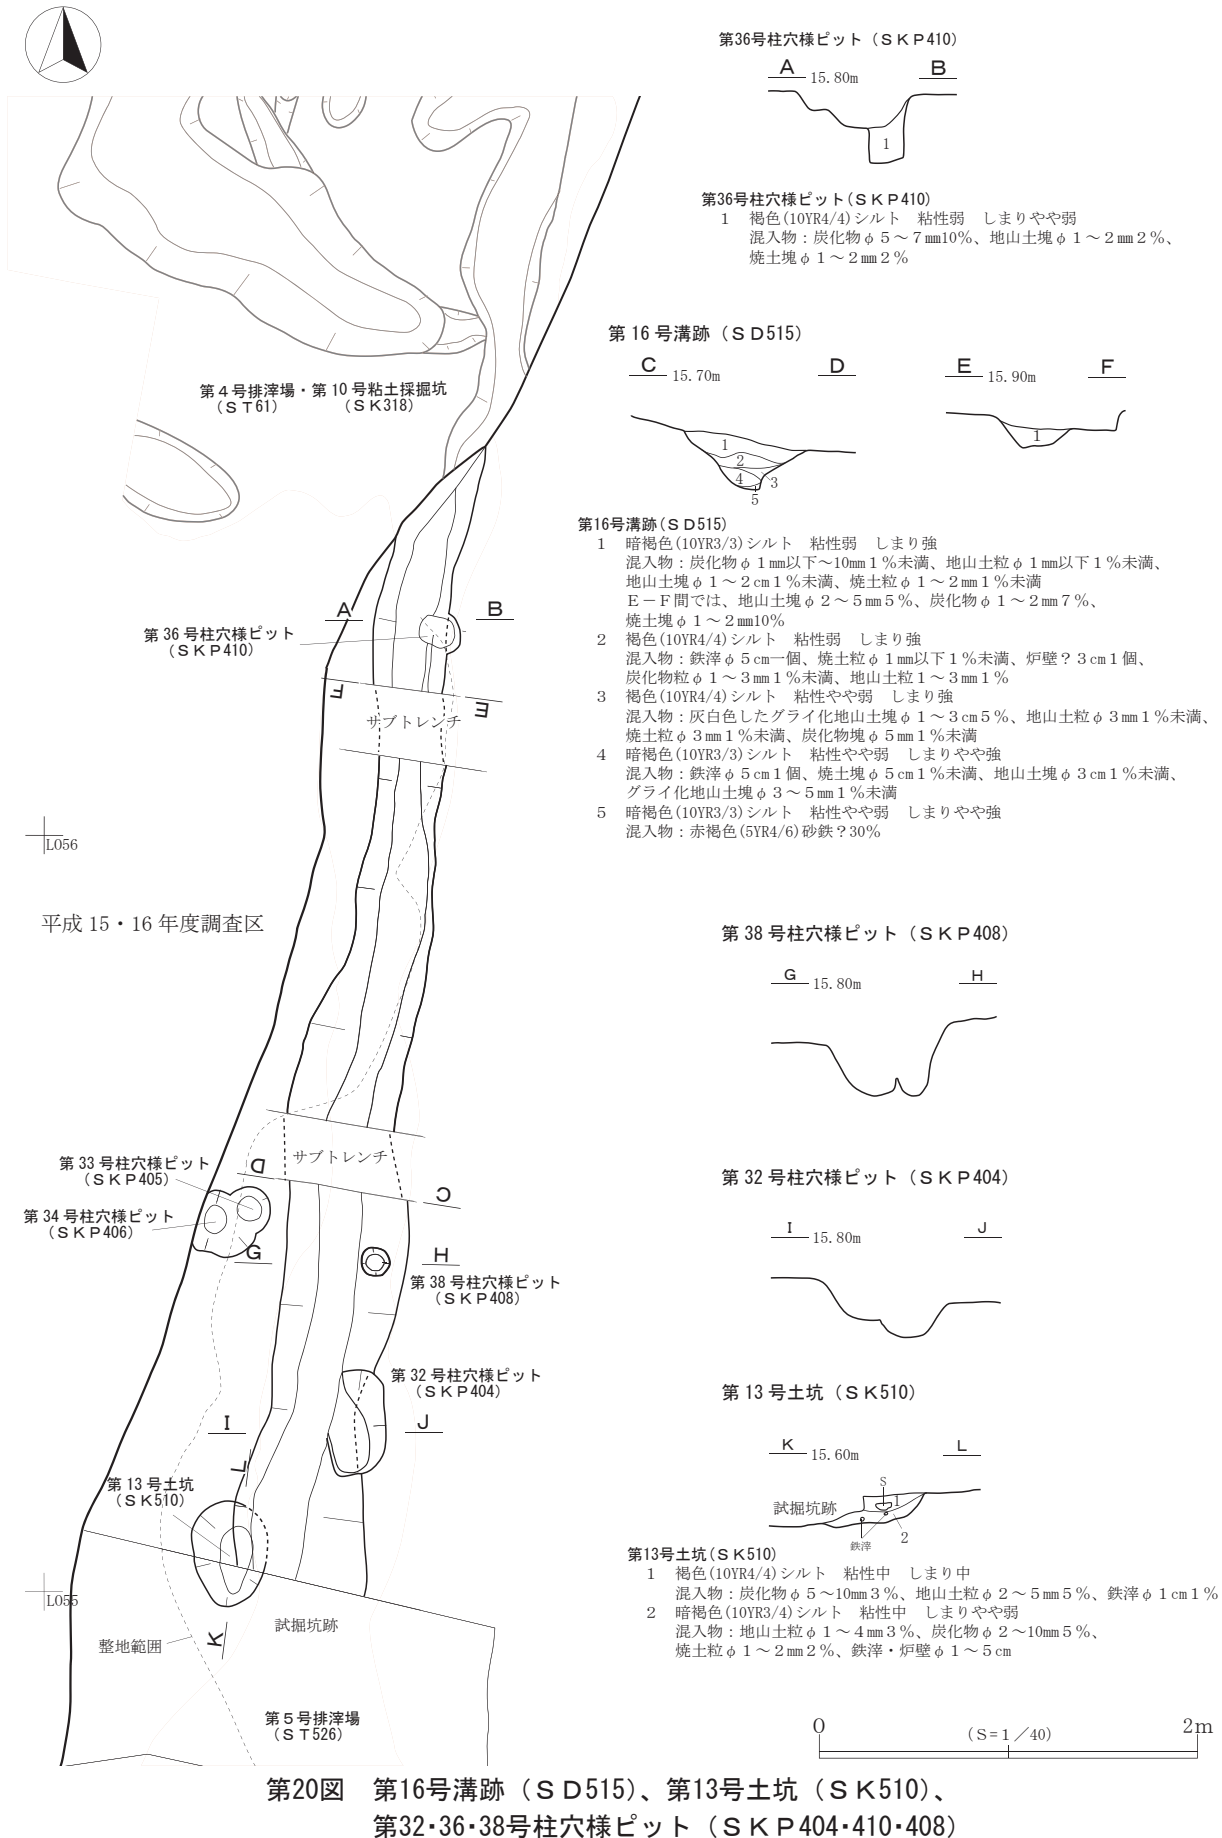 第36号柱穴様ピット（ＳＫＰ410）
A 15.80m B
1
第36号柱穴様ピット(ＳＫＰ410)
1　褐色(10YR4/4)シルト　粘性弱　しまりやや弱
混入物：炭化物φ５～７㎜10％、地山土塊φ１～２㎜２％、
焼土塊φ１～２㎜２％
第 16 号溝跡（ＳＤ515）
C 15.70m D
E 15.90m F
1
2
4
3
5
1
第16号溝跡(ＳＤ515)
1　暗褐色(10YR3/3)シルト　粘性弱　しまり強
混入物：炭化物φ１㎜以下～10㎜１％未満、地山土粒φ１㎜以下１％未満、
地山土塊φ１～２㎝１％未満、焼土粒φ１～２㎜１％未満
Ｅ－Ｆ間では、地山土塊φ２～５㎜５％、炭化物φ１～２㎜７％、
焼土塊φ１～２㎜10％
2　褐色(10YR4/4)シルト　粘性弱　しまり強
混入物：鉄滓φ５㎝一個、焼土粒φ１㎜以下１％未満、炉壁？３㎝１個、
炭化物粒φ１～３㎜１％未満、地山土粒１～３㎜１％
3　褐色(10YR4/4)シルト　粘性やや弱　しまり強
混入物：灰白色したグライ化地山土塊φ１～３㎝５％、地山土粒φ３㎜１％未満、
焼土粒φ３㎜１％未満、炭化物塊φ５㎜１％未満
4　暗褐色(10YR3/3)シルト　粘性やや弱　しまりやや強
混入物：鉄滓φ５㎝１個、焼土塊φ５㎝１％未満、地山土塊φ３㎝１％未満、
グライ化地山土塊φ３～５㎜１％未満
5　暗褐色(10YR3/3)シルト　粘性やや弱　しまりやや強
混入物：赤褐色(5YR4/6)砂鉄？30％
第 38 号柱穴様ピット（ＳＫＰ408）
G 15.80m H
第 32 号柱穴様ピット（ＳＫＰ404）
I 15.80m J
第 13 号土坑（ＳＫ510）
K 15.60m L
S
試掘坑跡
1
2
鉄滓
第13号土坑(ＳＫ510)
1　褐色(10YR4/4)シルト　粘性中　しまり中
混入物：炭化物φ５～10㎜３％、地山土粒φ２～５㎜５％、鉄滓φ１㎝１％
2　暗褐色(10YR3/4)シルト　粘性中　しまりやや弱
混入物：地山土粒φ１～４㎜３％、炭化物φ２～10㎜５％、
焼土粒φ１～２㎜２％、鉄滓・炉壁φ１～５㎝
第４号排滓場・第 10 号粘土採掘坑
（ＳＴ61）　（ＳＫ318）
A
B
第 36 号柱穴様ピット
（ＳＫＰ410）
F
E
サブトレンチ
L056
平成 15・16 年度調査区
サブトレンチ
第 33 号柱穴様ピット
（ＳＫＰ405）
D
C
第 34 号柱穴様ピット
（ＳＫＰ406）
G
H
第 38 号柱穴様ピット
（ＳＫＰ408）
第 32 号柱穴様ピット
（ＳＫＰ404）
I
J
L
第 13 号土坑
（ＳＫ510）
L055
K
試掘坑跡
整地範囲
第５号排滓場
（ＳＴ526）
0 （S=１／40） 2m
第20図　第16号溝跡（ＳＤ515）、第13号土坑（ＳＫ510）、
第32・36・38号柱穴様ピット（ＳＫＰ404・410・408）